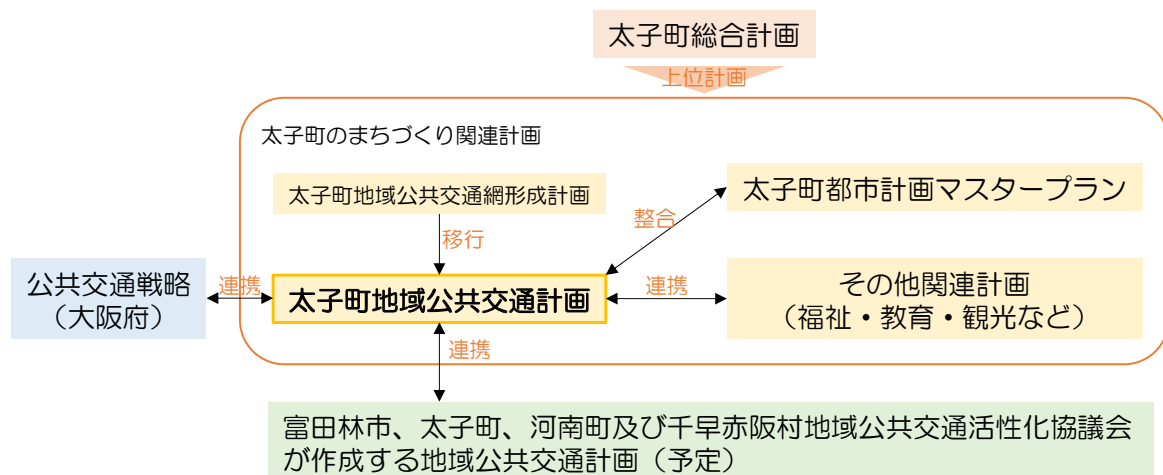 太子町総合計画
上位計画
太子町のまちづくり関連計画
太子町地域公共交通網形成計画
太子町都市計画マスタープラン
整合
移行
公共交通戦略
（大阪府）
連携
太子町地域公共交通計画
連携
その他関連計画
（福祉・教育・観光など）
連携
富田林市、太子町、河南町及び千早赤阪村地域公共交通活性化協議会
が作成する地域公共交通計画（予定）